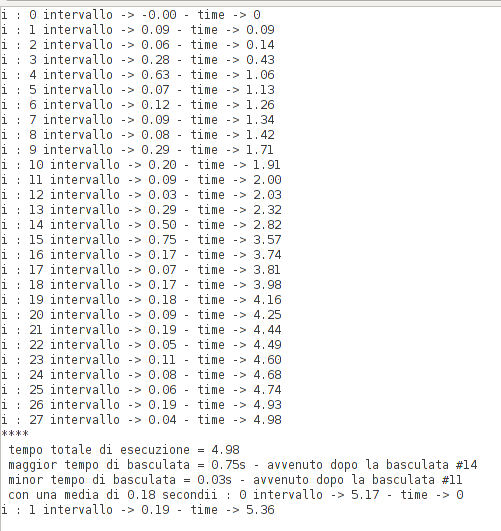 i : 0 intervallo -> -0.00 - time -> 0
i : 1 intervallo -> 0.09 - time -> 0.09
i : 2 intervallo -> 0.06 - time -> 0.14
i : 3 intervallo -> 0.28 - time -> 0.43
i : 4 intervallo -> 0.63 - time -> 1.06
i : 5 intervallo -> 0.07 - time -> 1.13
i : 6 intervallo -> 0.12 - time -> 1.26
i : 7 intervallo -> 0.09 - time -> 1.34
i : 8 intervallo -> 0.08 - time -> 1.42
i : 9 intervallo -> 0.29 - time -> 1.71
i : 10 intervallo -> 0.20 - time -> 1.91
i : 11 intervallo -> 0.09 - time -> 2.00
i : 12 intervallo -> 0.03 - time -> 2.03
i : 13 intervallo -> 0.29 - time -> 2.32
i : 14 intervallo -> 0.50 - time -> 2.82
i : 15 intervallo -> 0.75 - time -> 3.57
i : 16 intervallo -> 0.17 - time -> 3.74
i : 17 intervallo -> 0.07 - time -> 3.81
i : 18 intervallo -> 0.17 - time -> 3.98
i : 19 intervallo -> 0.18 - time -> 4.16
i : 20 intervallo -> 0.09 - time -> 4.25
i : 21 intervallo -> 0.19 - time -> 4.44
i : 22 intervallo -> 0.05 - time -> 4.49
i : 23 intervallo -> 0.11 - time -> 4.60
i : 24 intervallo -> 0.08 - time -> 4.68
i : 25 intervallo -> 0.06 - time -> 4.74
i : 26 intervallo -> 0.19 - time -> 4.93
i : 27 intervallo -> 0.04 - time -> 4.98
****
tempo totale di esecuzione = 4.98
maggior tempo di basculata = 0.75s - avvenuto dopo la basculata #14
minor tempo di basculata = 0.03s - avvenuto dopo la basculata #11
con una media di 0.18 secondii : 0 intervallo -> 5.17 - time -> 0
i : 1 intervallo -> 0.19 - time -> 5.36